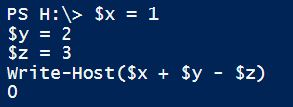 PS H:\> $x = 1
$y = 2
$z = 3
Write-Host($x + $y - $z)
0